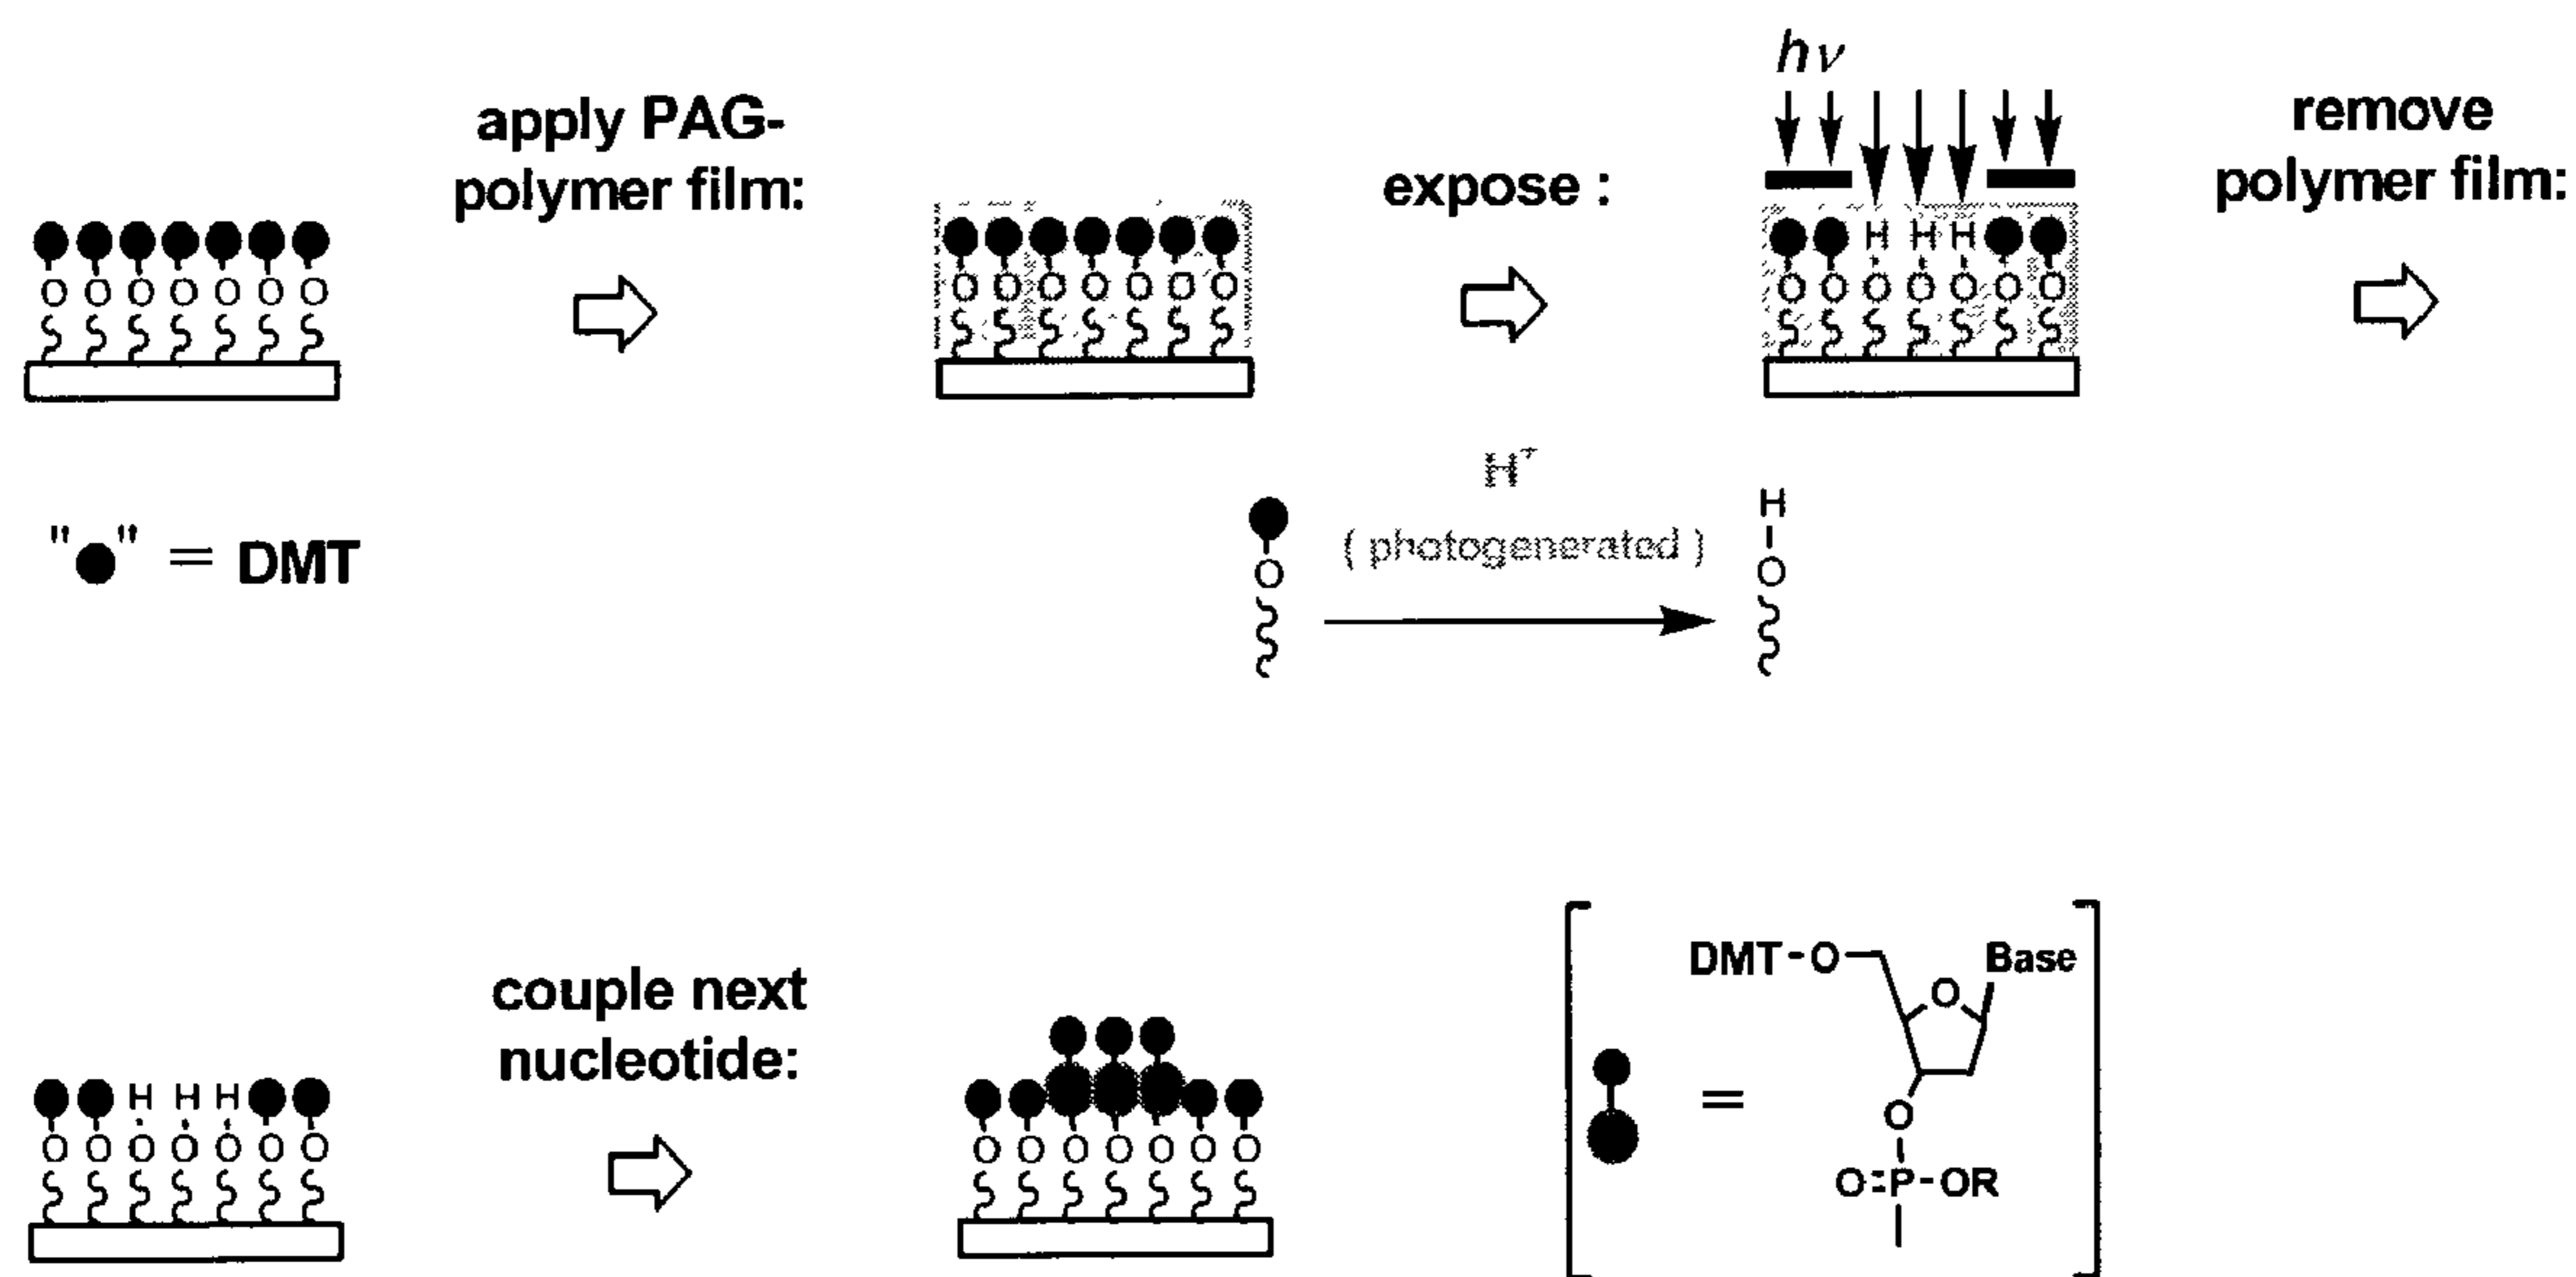 hν
apply PAG-
polymer film:
expose :
remove
polymer film:
H H H
O O O O O O O
O O O O O O O
O O O O O O O
"●" = DMT
H⁺
( photogenerated )
O
H
O
couple next
nucleotide:
H H H
O O O O O O O
O O O O O O O
=
DMT-O
Base
O
O
O=P-OR